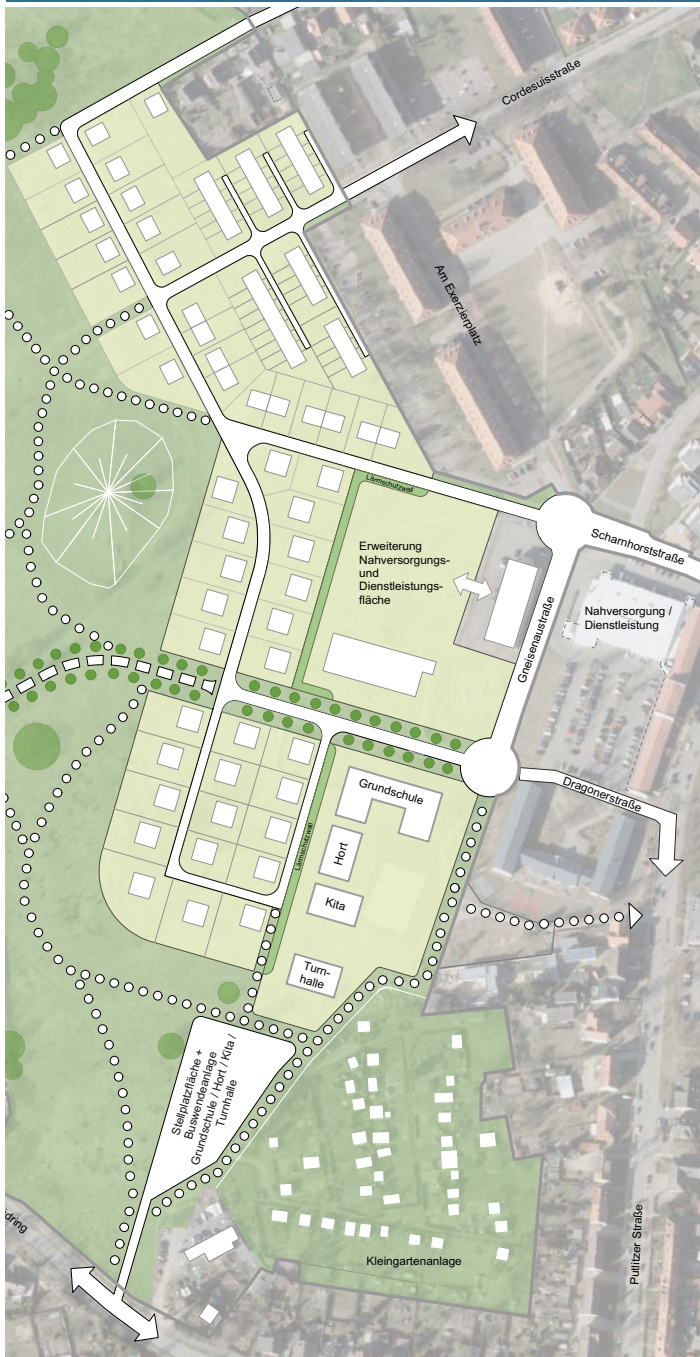 Cordesuisstraße
Am Exerzierplatz
Lärmschutzwall
Scharnhorststraße
Erweiterung
Nahversorgungs-
und
Dienstleistungs-
fläche
Nahversorgung /
Dienstleistung
Gneisenaustraße
Dragonerstraße
Grundschule
Hort
Lärmschutzwall
Kita
Turn-
halle
Stellplatzfläche +
Buswendeanlage
Grundschule / Hort / Kita /
Turnhalle
Putlitzer Straße
Kleingartenanlage